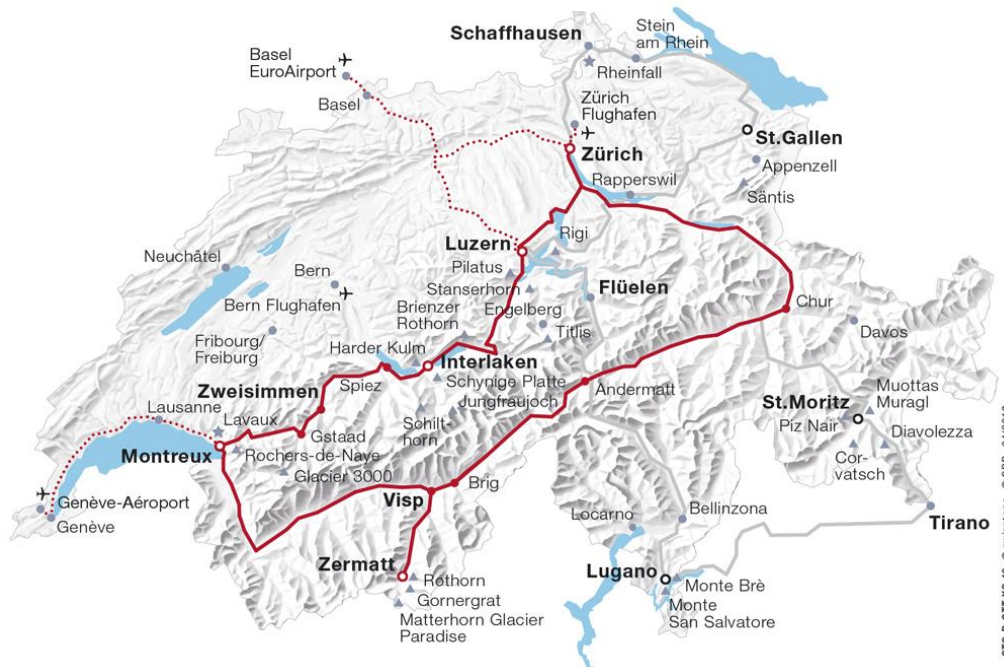 Schaffhausen
Stein
am Rhein
Basel
EuroAirport
Rheinfall
Basel
Zürich
Flughafen
St.Gallen
Zürich
Appenzell
Rapperswil
Säntis
Rigi
Luzern
Neuchâtel
Pilatus
Bern
Stanserhorn
Flüelen
Bern Flughafen
Brienzer
Rothorn
Engelberg
Chur
Fribourg/
Freiburg
Titlis
Davos
Harder Kulm
Interlaken
Zweisimmen
Spiez
Schynige Platte
Andermatt
Muottas
Muragl
Jungfraujoch
St.Moritz
Lausanne
Lavaux
Schilt-
horn
Piz Nair
Gstaad
Diavolezza
Montreux
Rochers-de-Naye
Cor-
vatsch
Glacier 3000
Brig
Visp
Genève-Aéroport
Bellinzona
Genève
Locarno
Tirano
Zermatt
Lugano
Rothorn
Monte Brè
Gornergrat
Monte
San Salvatore
Matterhorn Glacier
Paradise